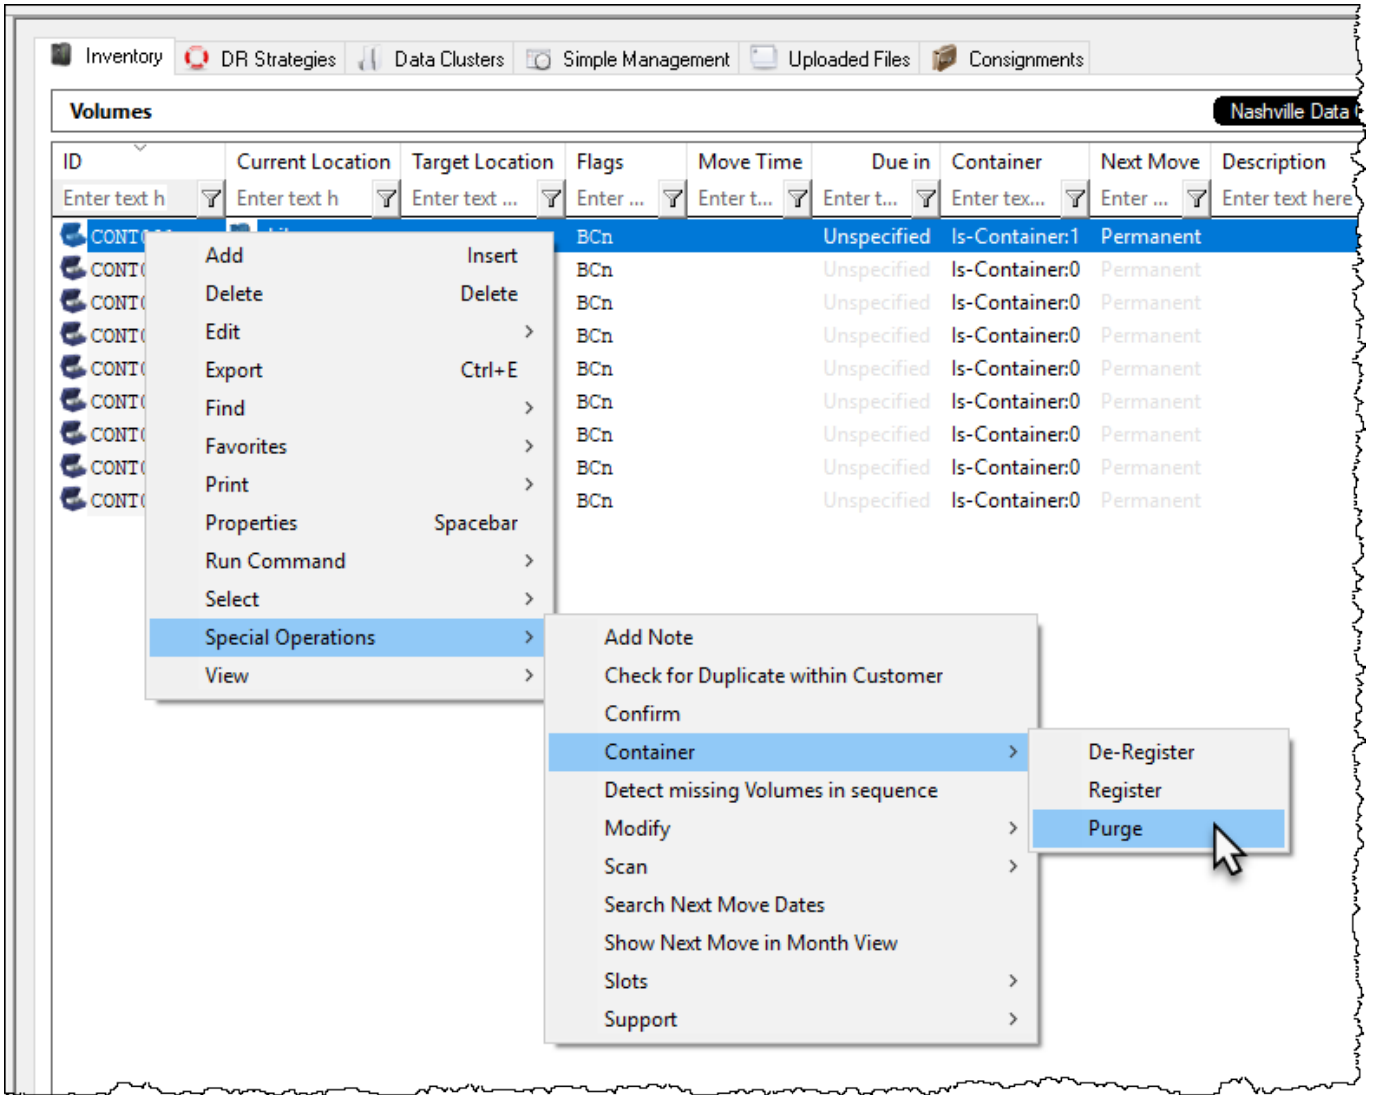 Inventory DR Strategies Data Clusters Simple Management Uploaded Files Consignments
Volumes Nashville Data
ID Current Location Target Location Flags Move Time Due in Container Next Move Description
Enter text h Enter text h Enter text ... Enter ... Enter t... Enter t... Enter tex... Enter ... Enter text here
BCn Unspecified Is-Container:1 Permanent
BCn Unspecified Is-Container:0 Permanent
BCn Unspecified Is-Container:0 Permanent
BCn Unspecified Is-Container:0 Permanent
BCn Unspecified Is-Container:0 Permanent
BCn Unspecified Is-Container:0 Permanent
BCn Unspecified Is-Container:0 Permanent
BCn Unspecified Is-Container:0 Permanent
BCn Unspecified Is-Container:0 Permanent
Add Insert
Delete Delete
Edit
Export Ctrl+E
Find
Favorites
Print
Properties Spacebar
Run Command
Select
Special Operations
View
Add Note
Check for Duplicate within Customer
Confirm
Container
Detect missing Volumes in sequence
Modify
Scan
Search Next Move Dates
Show Next Move in Month View
Slots
Support
De-Register
Register
Purge